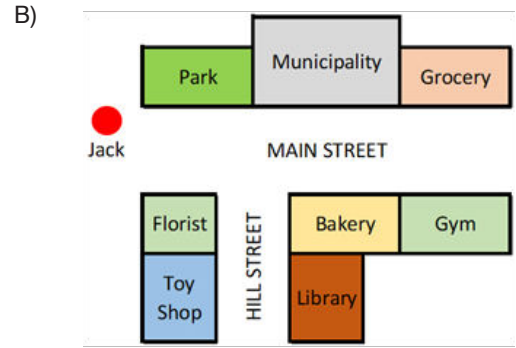 B)
Municipality
Park
Grocery
Jack
MAIN STREET
Florist
HILL STREET
Bakery
Gym
Toy
Shop
Library